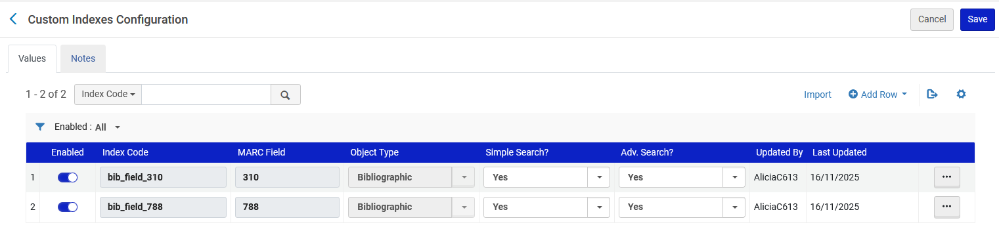 Custom Indexes Configuration Cancel Save
Values Notes
1 - 2 of 2 Index Code Import Add Row
Enabled : All
Enabled Index Code MARC Field Object Type Simple Search? Adv. Search? Updated By Last Updated
1 bib_field_310 310 Bibliographic Yes Yes AliciaC613 16/11/2025
2 bib_field_788 788 Bibliographic Yes Yes AliciaC613 16/11/2025